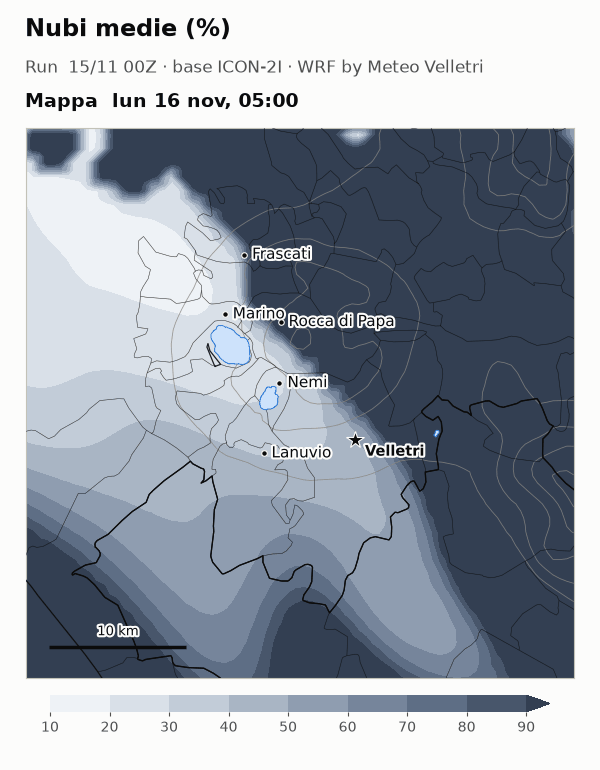 Nubi medie (%)
Run  15/11 00Z · base ICON-2I · WRF by Meteo Velletri
Mappa  lun 16 nov, 05:00
Frascati
Marino
Rocca di Papa
Nemi
Velletri
Lanuvio
10 km
10 20 30 40 50 60 70 80 90